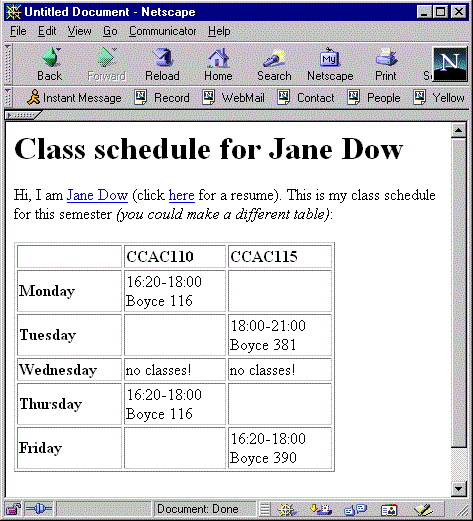 Untitled Document - Netscape
File Edit View Go Communicator Help
Back Forward Reload Home Search Netscape Print
My
N
Instant Message Record WebMail Contact People Yellow
Class schedule for Jane Dow
Hi, I am Jane Dow (click here for a resume). This is my class schedule
for this semester (you could make a different table):
CCAC110 CCAC115
Monday 16:20-18:00
Boyce 116
Tuesday 18:00-21:00
Boyce 381
Wednesday no classes! no classes!
Thursday 16:20-18:00
Boyce 116
Friday 16:20-18:00
Boyce 390
Document: Done